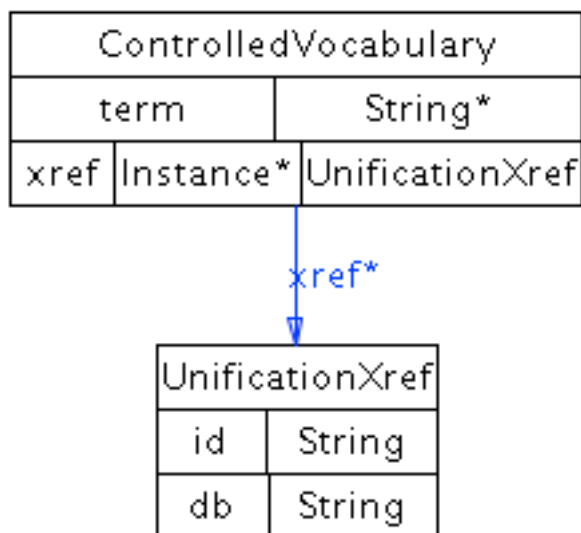 ControlledVocabulary
term String*
xref Instance* UnificationXref
xref*
UnificationXref
id String
db String